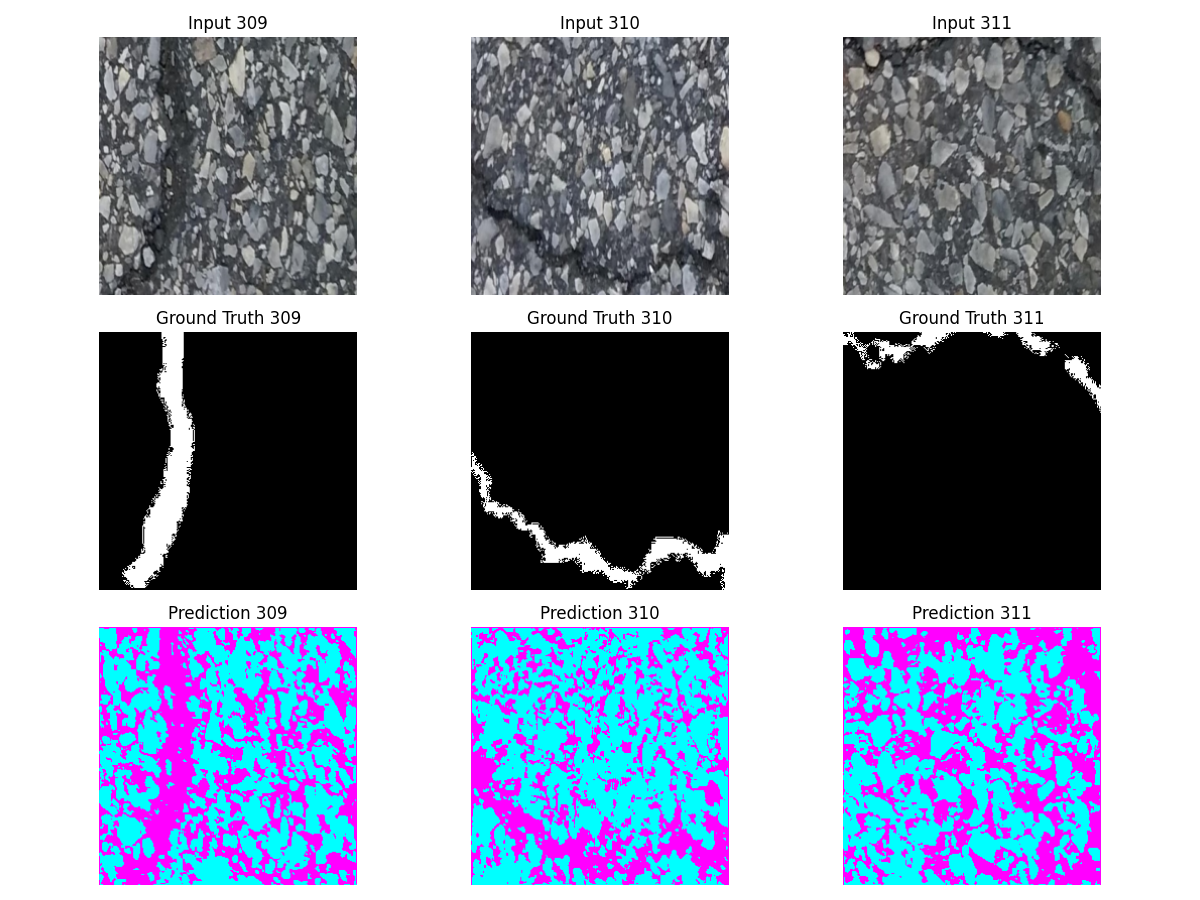 Input 309
Input 310
Input 311
Ground Truth 309
Ground Truth 310
Ground Truth 311
Prediction 309
Prediction 310
Prediction 311